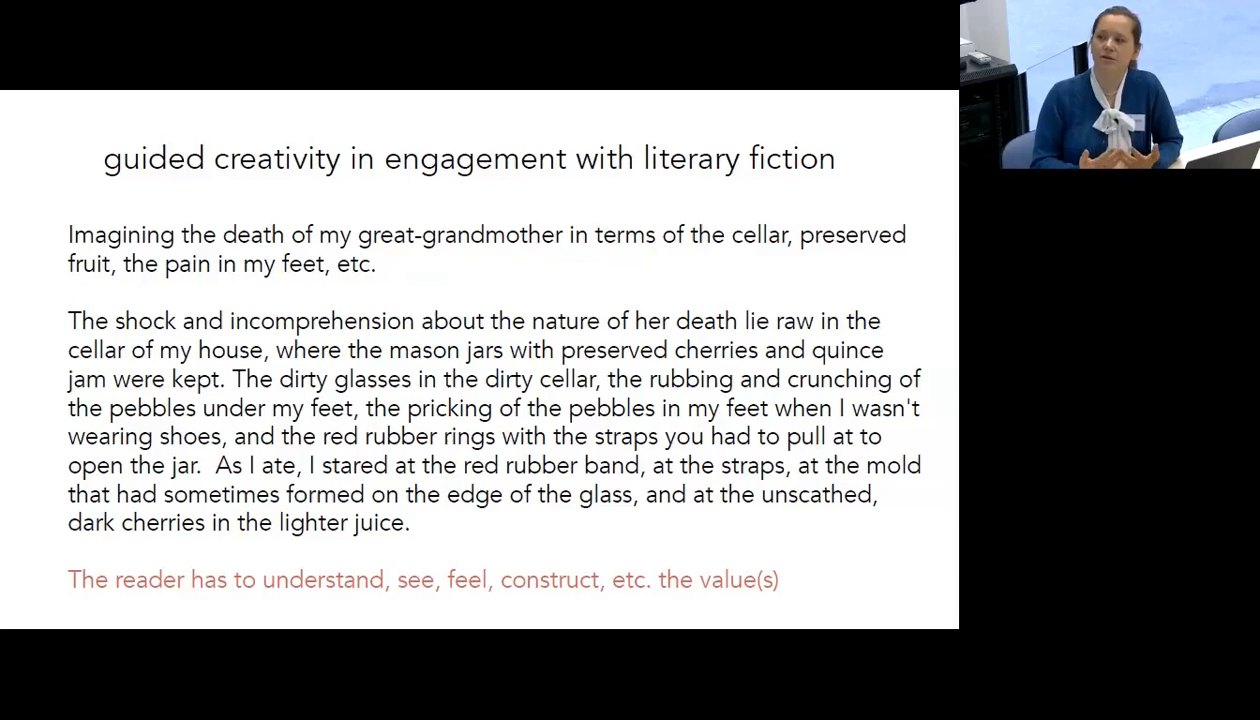 guided creativity in engagement with literary fiction
Imagining the death of my great-grandmother in terms of the cellar, preserved
fruit, the pain in my feet, etc.
The shock and incomprehension about the nature of her death lie raw in the
cellar of my house, where the mason jars with preserved cherries and quince
jam were kept. The dirty glasses in the dirty cellar, the rubbing and crunching of
the pebbles under my feet, the pricking of the pebbles in my feet when I wasn't
wearing shoes, and the red rubber rings with the straps you had to pull at to
open the jar.  As I ate, I stared at the red rubber band, at the straps, at the mold
that had sometimes formed on the edge of the glass, and at the unscathed,
dark cherries in the lighter juice.
The reader has to understand, see, feel, construct, etc. the value(s)